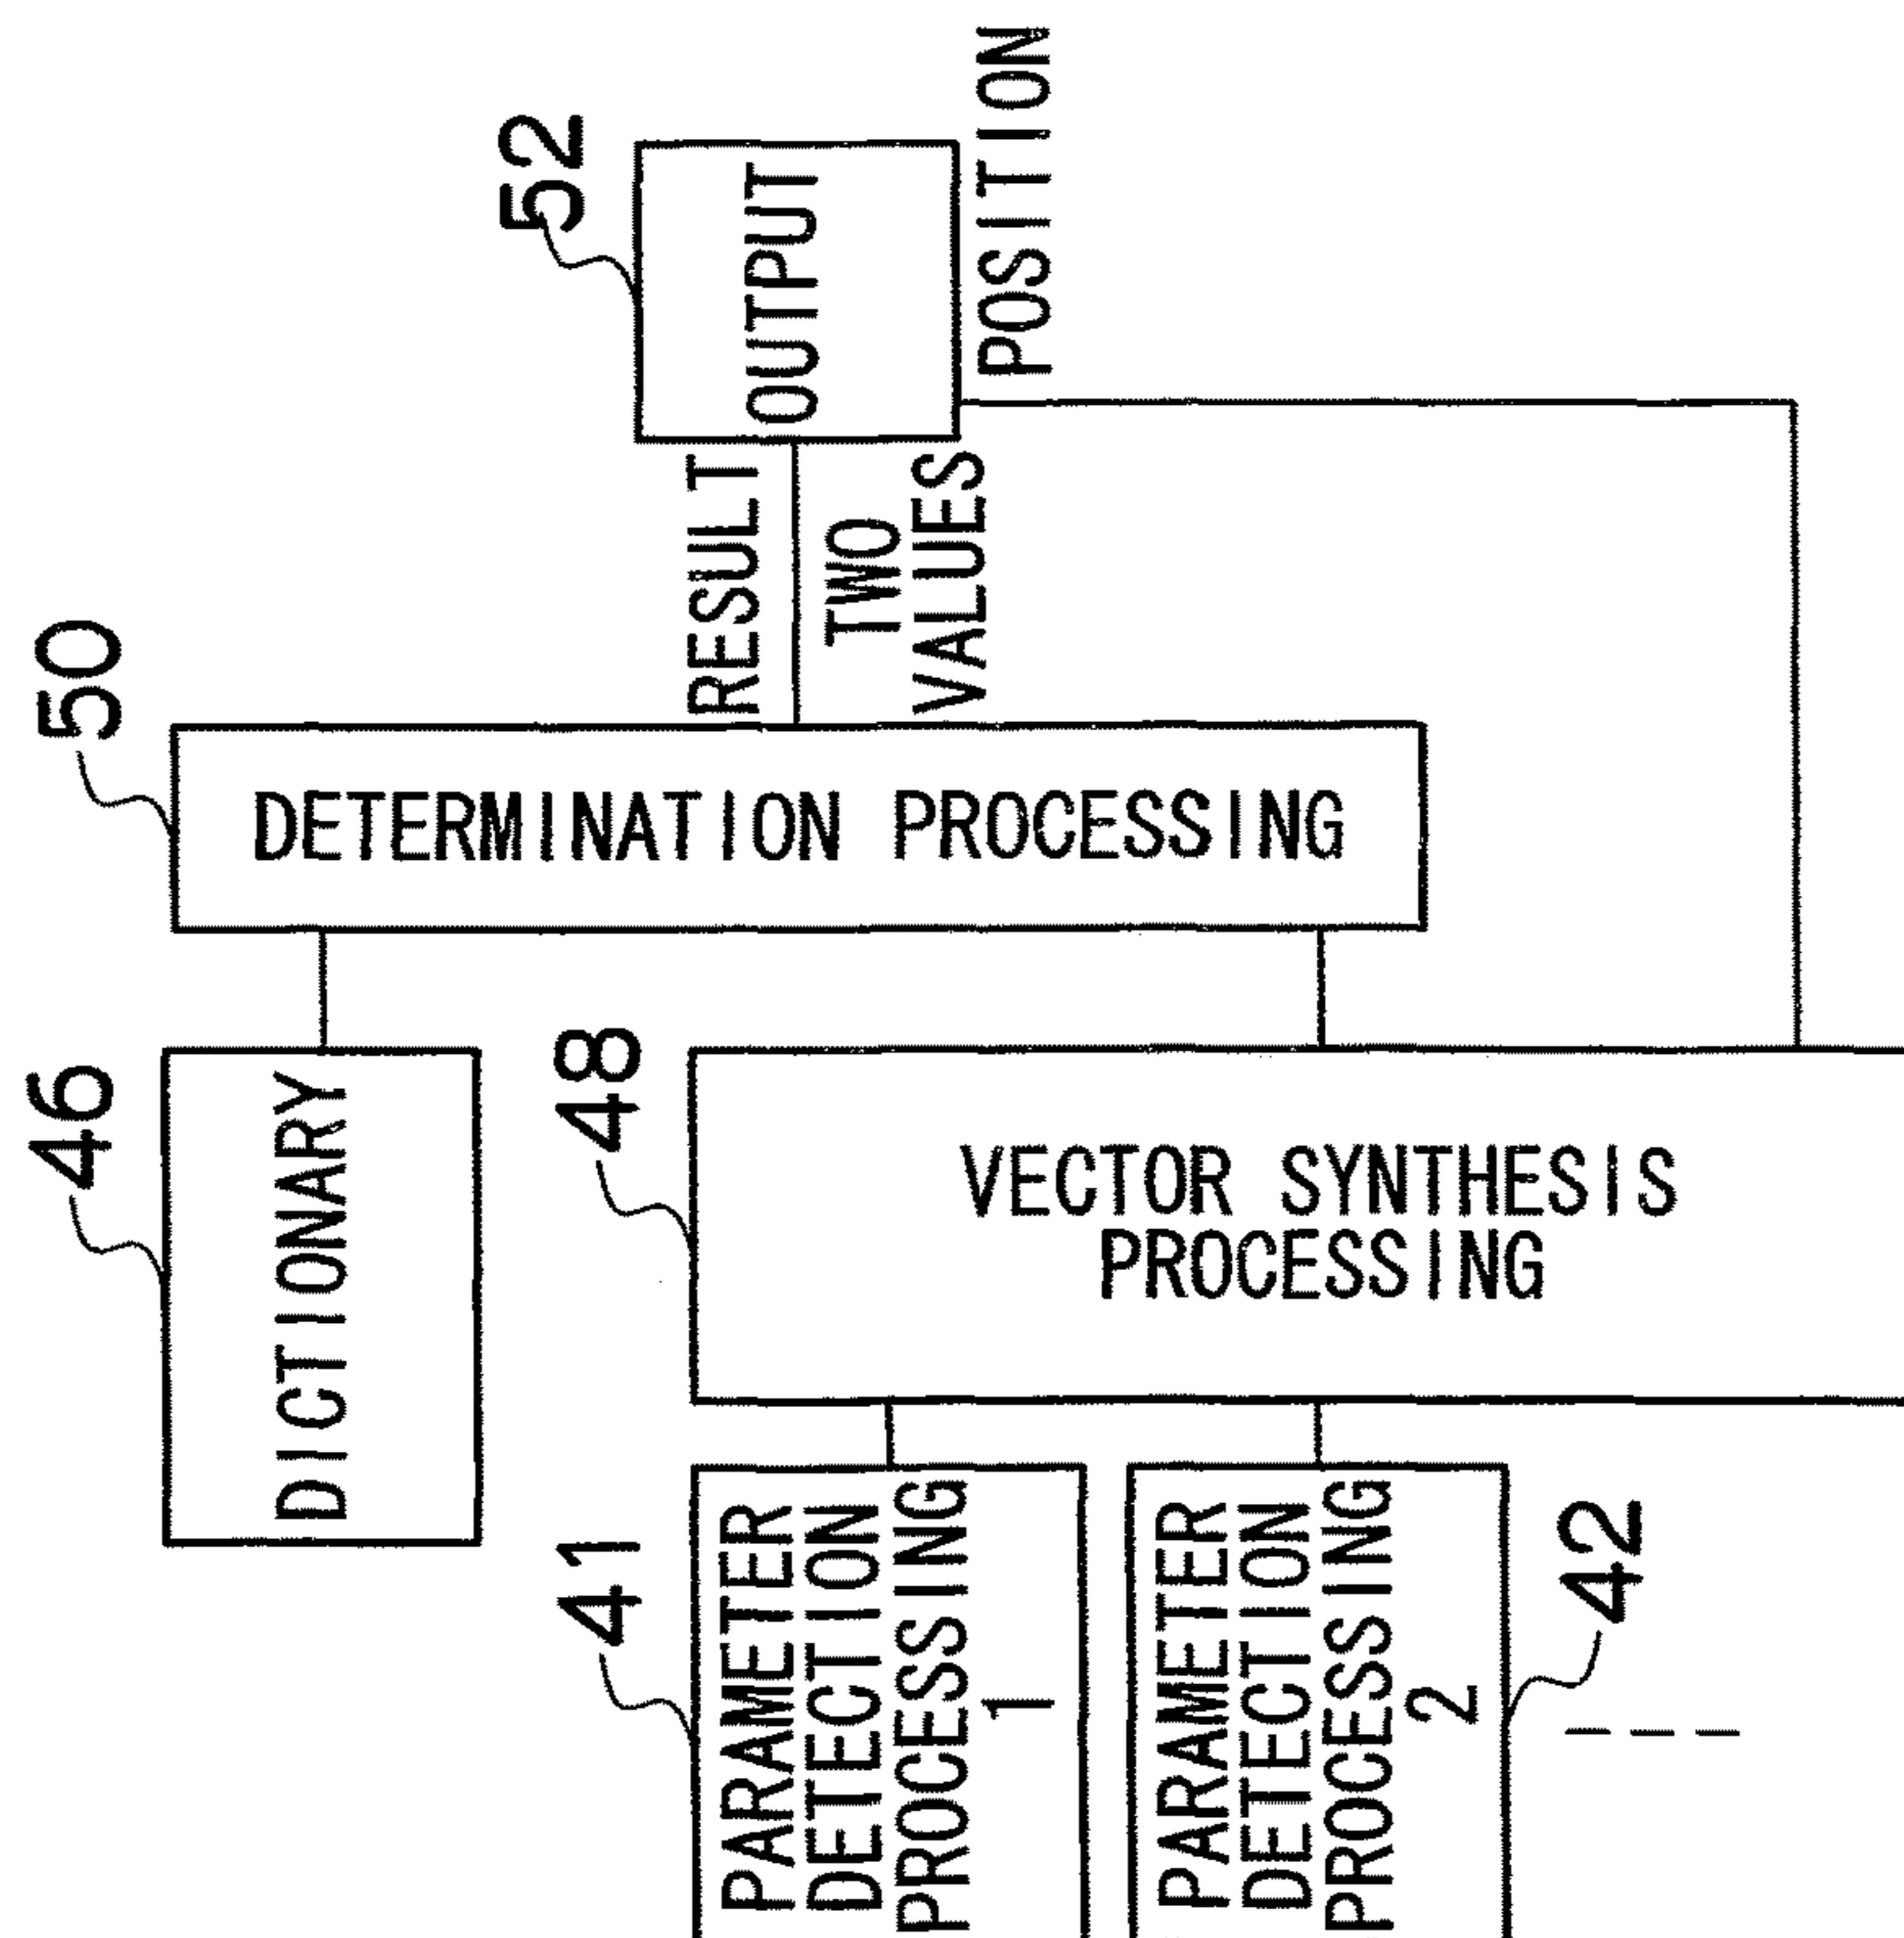 52
OUTPUT
POSITION
RESULT
TWO
VALUES
50
DETERMINATION PROCESSING
46
DICTIONARY
48
VECTOR SYNTHESIS
PROCESSING
41
PARAMETER
DETECTION
PROCESSING
1
PARAMETER
DETECTION
PROCESSING
2
42